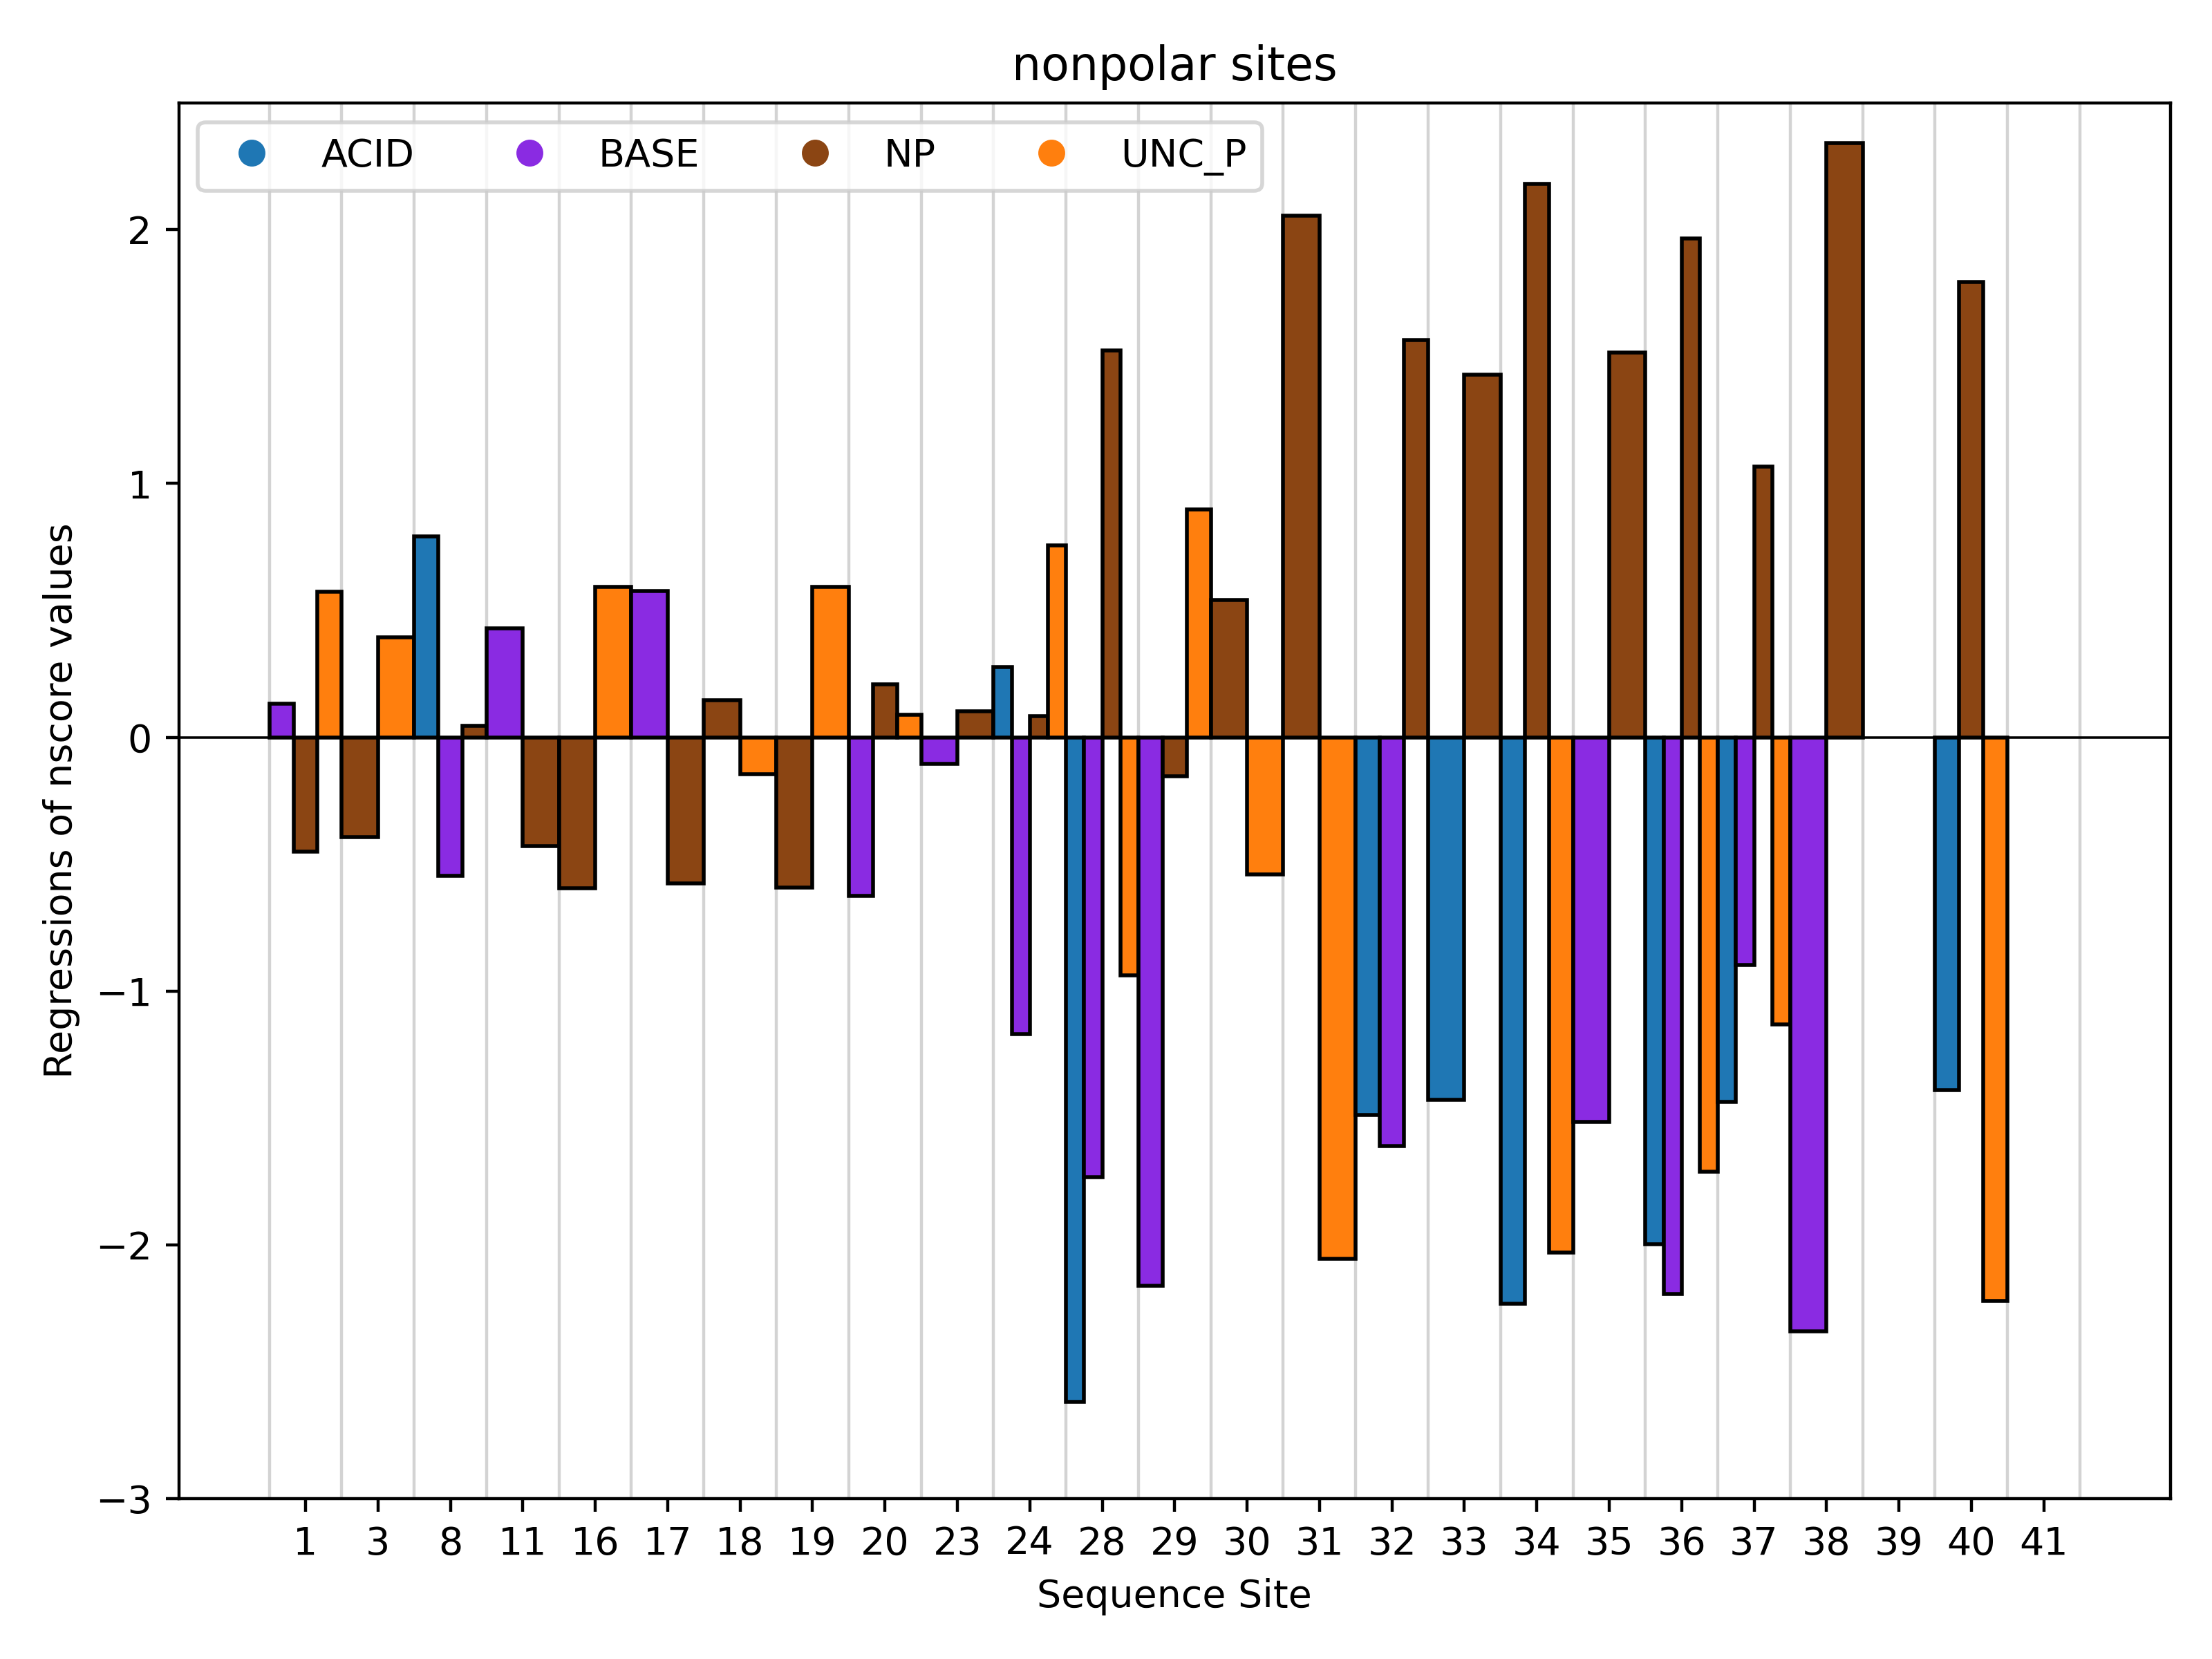 nonpolar sites
ACID BASE NP UNC_P
Regressions of nscore values
2
1
0
−1
−2
−3
1 3 8 11 16 17 18 19 20 23 24 28 29 30 31 32 33 34 35 36 37 38 39 40 41
Sequence Site